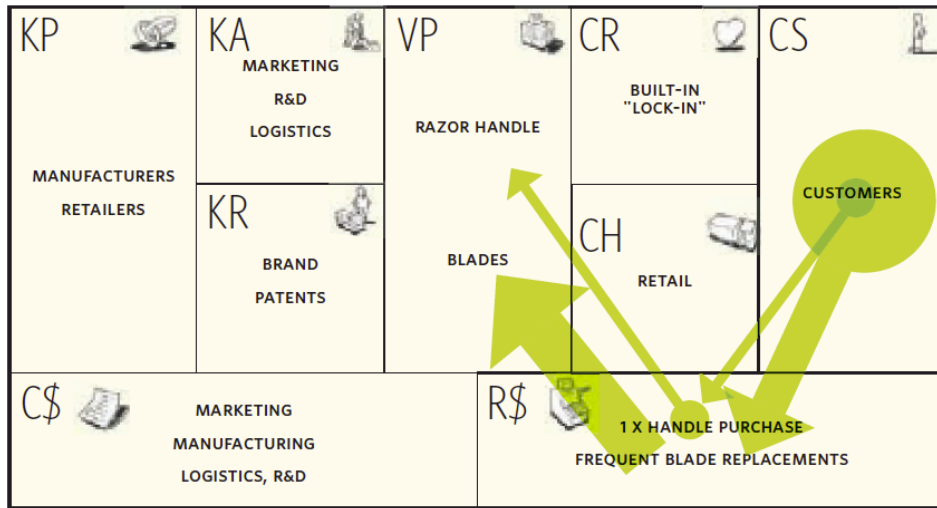 KP
MANUFACTURERS
RETAILERS
KA
MARKETING
R&D
LOGISTICS
KR
BRAND
PATENTS
VP
RAZOR HANDLE
BLADES
CR
BUILT-IN
"LOCK-IN"
CH
RETAIL
CS
CUSTOMERS
C$
MARKETING
MANUFACTURING
LOGISTICS, R&D
R$
1 X HANDLE PURCHASE
FREQUENT BLADE REPLACEMENTS